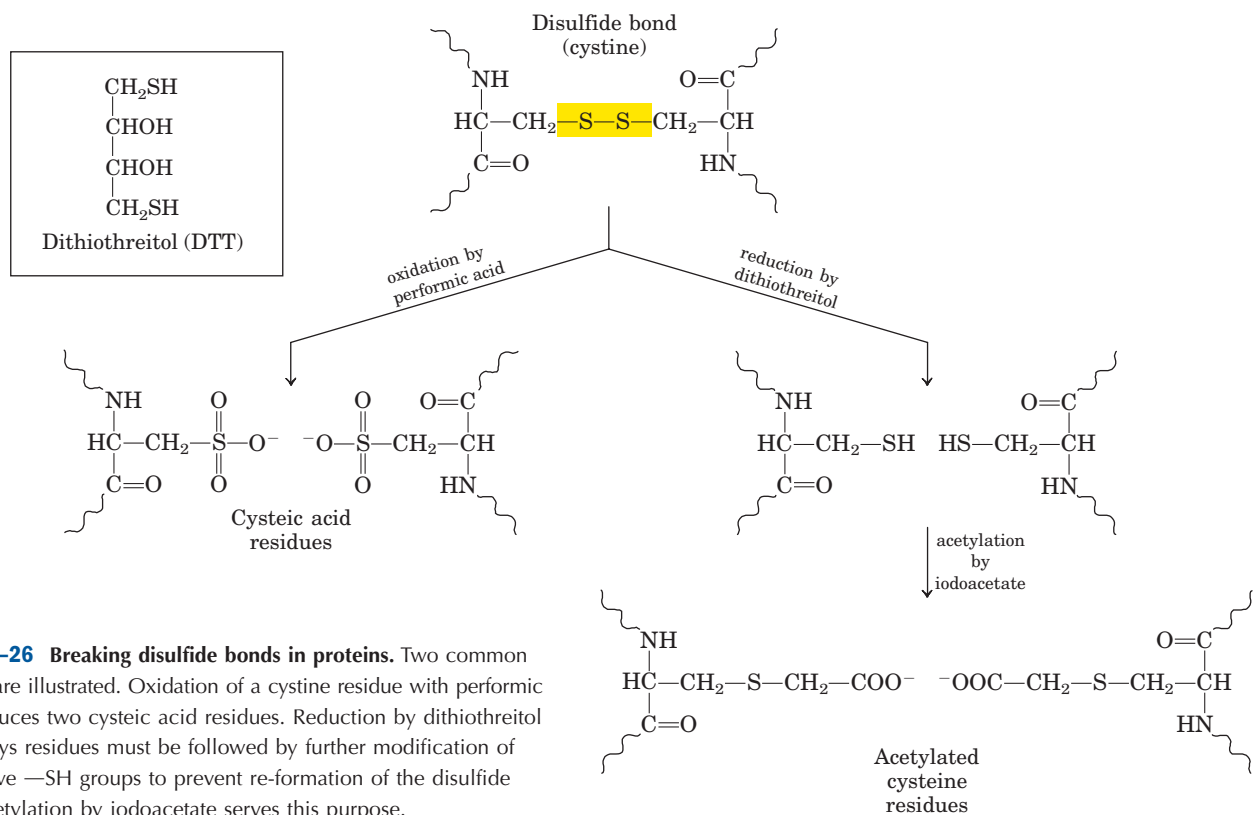 Disulfide bond
(cystine)
CH₂SH
CHOH
CHOH
CH₂SH
Dithiothreitol (DTT)
NH
O=C
HC—CH₂—S—S—CH₂—CH
C=O
HN
oxidation by
performic acid
reduction by
dithiothreitol
NH
O
O
O=C
HC—CH₂—S—O⁻
⁻O—S—CH₂—CH
C=O
O
O
HN
Cysteic acid
residues
NH
O=C
HC—CH₂—SH
HS—CH₂—CH
C=O
HN
acetylation
by
iodoacetate
NH
O=C
HC—CH₂—S—CH₂—COO⁻
⁻OOC—CH₂—S—CH₂—CH
C=O
HN
Acetylated
cysteine
residues
–26 Breaking disulfide bonds in proteins. Two common
are illustrated. Oxidation of a cystine residue with performic
uces two cysteic acid residues. Reduction by dithiothreitol
ys residues must be followed by further modification of
ve —SH groups to prevent re-formation of the disulfide
etylation by iodoacetate serves this purpose.